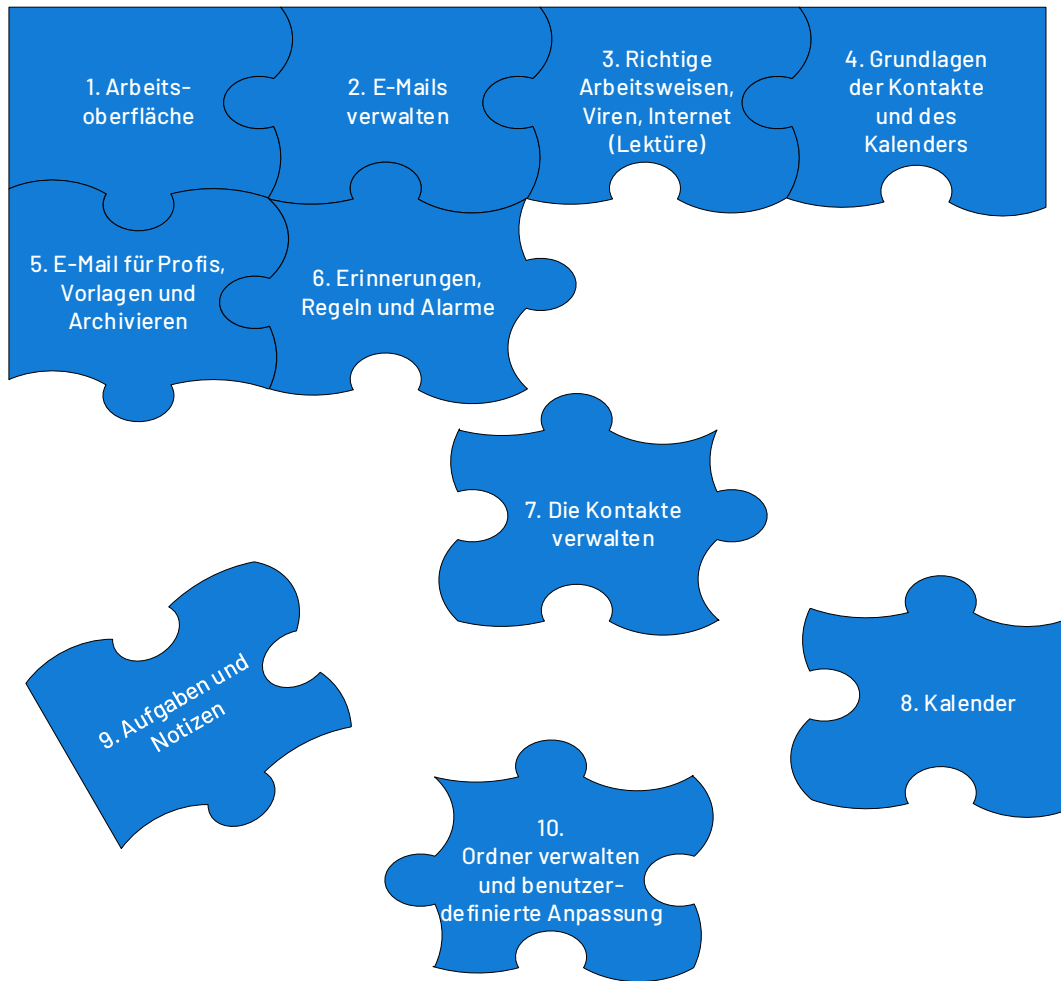 1. Arbeits-
oberfläche
2. E-Mails
verwalten
3. Richtige
Arbeitsweisen,
Viren, Internet
(Lektüre)
4. Grundlagen
der Kontakte
und des
Kalenders
5. E-Mail für Profis,
Vorlagen und
Archivieren
6. Erinnerungen,
Regeln und Alarme
7. Die Kontakte
verwalten
8. Kalender
9. Aufgaben und
Notizen
10.
Ordner verwalten
und benutzer-
definierte Anpassung